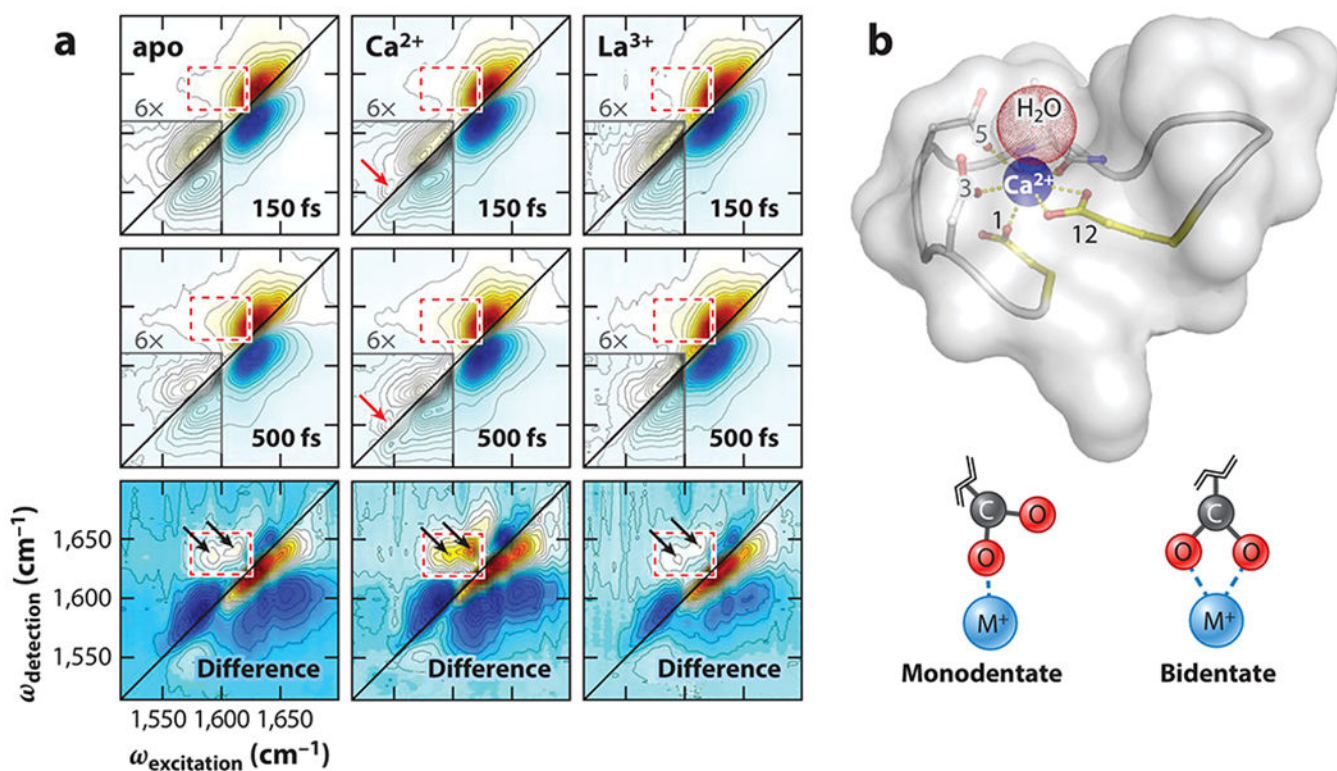 a
apo
Ca²⁺
La³⁺
6×
6×
6×
150 fs
150 fs
150 fs
6×
6×
6×
500 fs
500 fs
500 fs
Difference
Difference
Difference
1,650
1,600
1,550
ω detection (cm⁻¹)
1,550 1,600 1,650
ω excitation (cm⁻¹)
b
H₂O
5
Ca²⁺
3
1
12
C O
O
M⁺
Monodentate
C
O O
M⁺
Bidentate